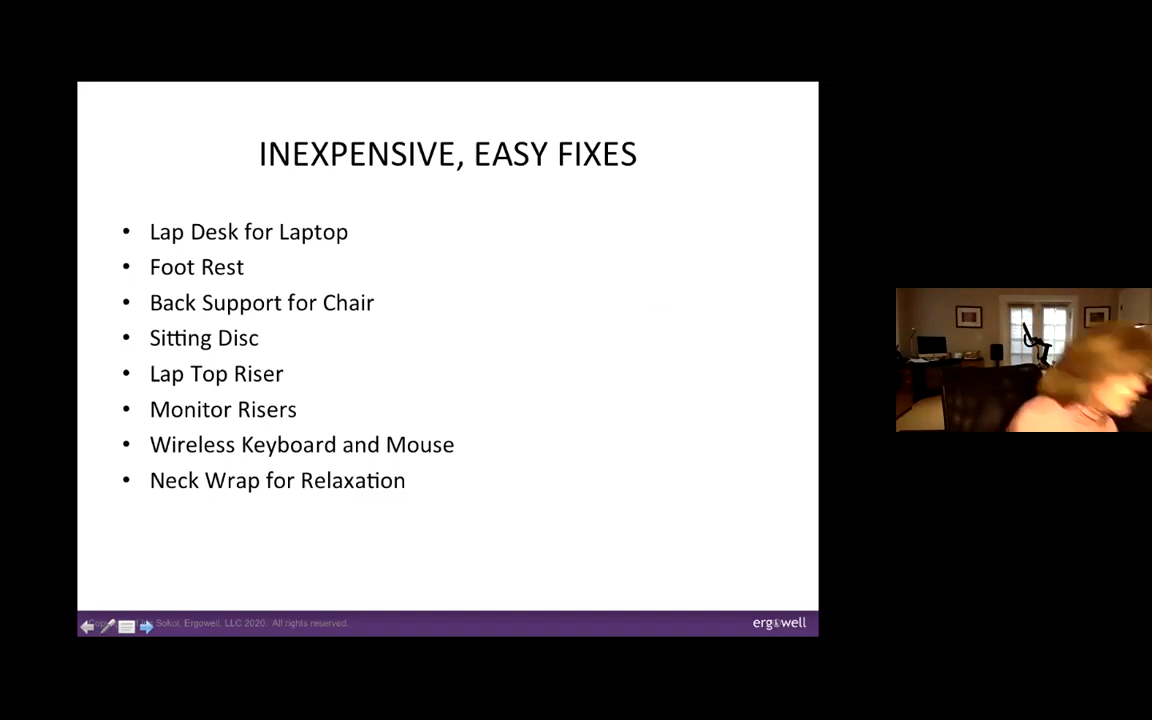 INEXPENSIVE, EASY FIXES
• Lap Desk for Laptop
• Foot Rest
• Back Support for Chair
• Sitting Disc
• Lap Top Riser
• Monitor Risers
• Wireless Keyboard and Mouse
• Neck Wrap for Relaxation
Sokol, Ergowell, LLC 2020. All rights reserved.
ergowell